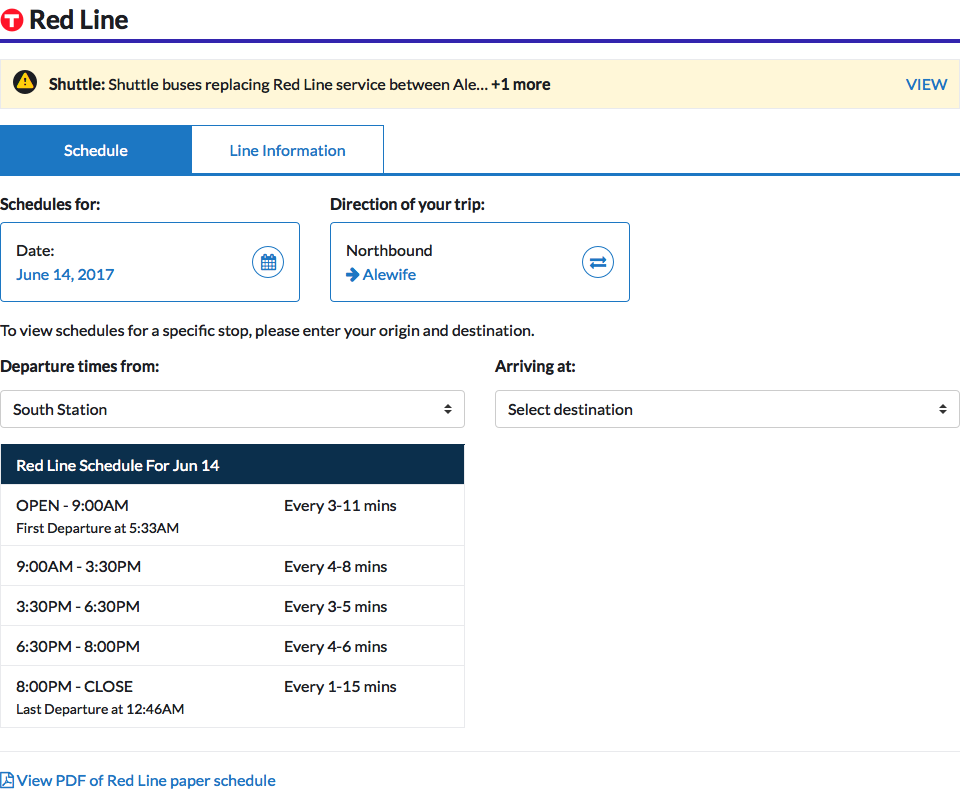 T Red Line
Shuttle: Shuttle buses replacing Red Line service between Ale... +1 more VIEW
Schedule Line Information
Schedules for: Direction of your trip:
Date: Northbound
June 14, 2017 Alewife
To view schedules for a specific stop, please enter your origin and destination.
Departure times from: Arriving at:
South Station Select destination
Red Line Schedule For Jun 14
OPEN - 9:00AM Every 3-11 mins
First Departure at 5:33AM
9:00AM - 3:30PM Every 4-8 mins
3:30PM - 6:30PM Every 3-5 mins
6:30PM - 8:00PM Every 4-6 mins
8:00PM - CLOSE Every 1-15 mins
Last Departure at 12:46AM
View PDF of Red Line paper schedule